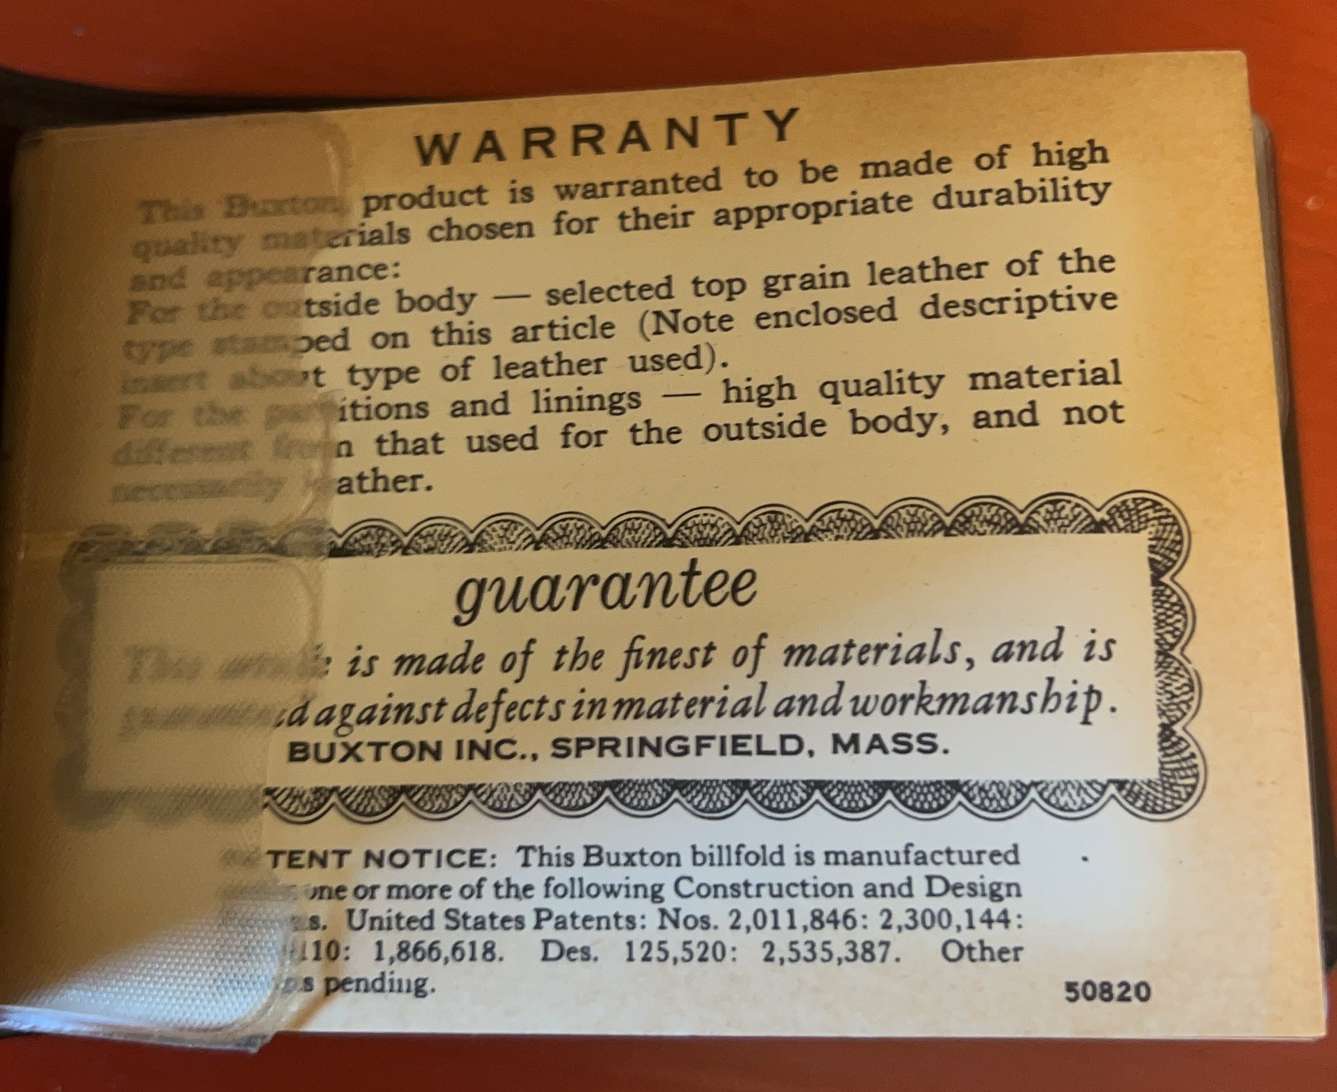 WARRANTY
This Buxton product is warranted to be made of high
quality materials chosen for their appropriate durability
and appearance:
For the outside body — selected top grain leather of the
type stamped on this article (Note enclosed descriptive
insert about type of leather used).
For the partitions and linings — high quality material
different from that used for the outside body, and not
necessarily leather.
guarantee
This article is made of the finest of materials, and is
guaranteed against defects in material and workmanship.
BUXTON INC., SPRINGFIELD, MASS.
PATENT NOTICE: This Buxton billfold is manufactured
one or more of the following Construction and Design
United States Patents: Nos. 2,011,846: 2,300,144:
1,866,618. Des. 125,520: 2,535,387. Other
pending.
50820